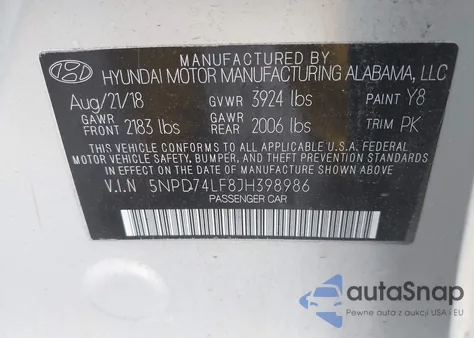 MANUFACTURED BY
HYUNDAI MOTOR MANUFACTURING ALABAMA, LLC
Aug/21/18 GVWR 3924 lbs PAINT Y8
GAWR FRONT 2183 lbs GAWR REAR 2006 lbs TRIM PK
THIS VEHICLE CONFORMS TO ALL APPLICABLE U.S.A. FEDERAL
MOTOR VEHICLE SAFETY, BUMPER, AND THEFT
PREVENTION STANDARDS IN EFFECT ON THE DATE OF
MANUFACTURE SHOWN ABOVE
V.I.N 5NPD74LF8JH398986
PASSENGER CAR
autoSnap
Pewne auta z aukcji USA - EU